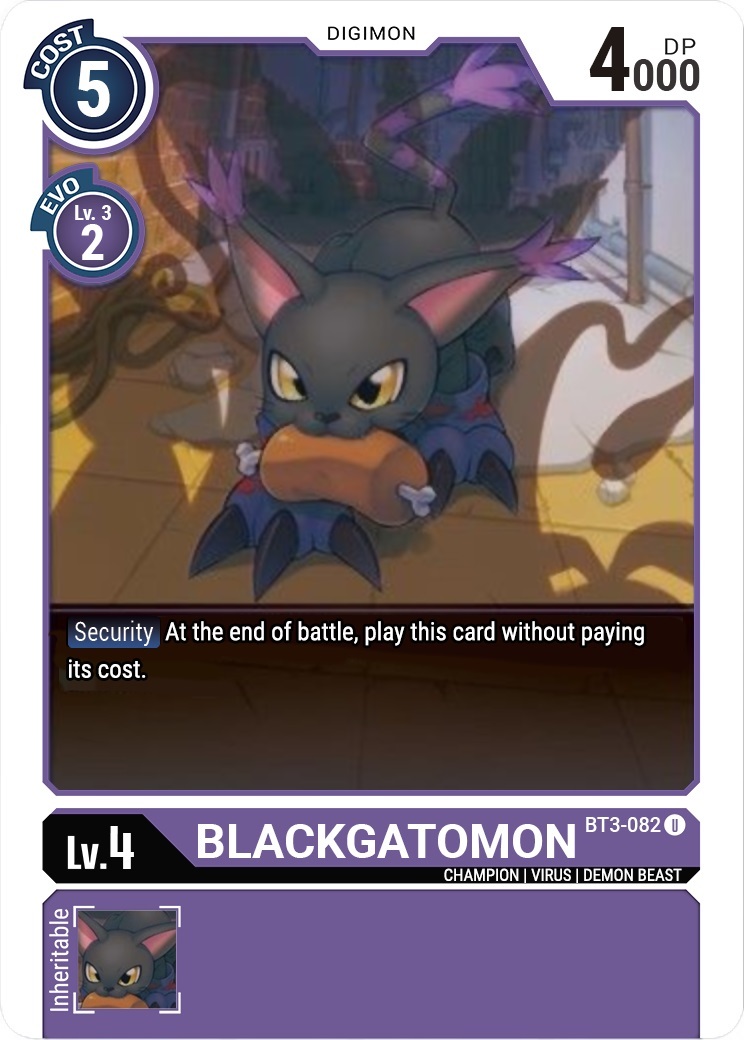 DIGIMON
COST
5
DP
4000
EVO
Lv. 3
2
Security At the end of battle, play this card without paying
its cost.
Lv.4
BLACKGATOMON
BT3-082 U
CHAMPION | VIRUS | DEMON BEAST
Inheritable